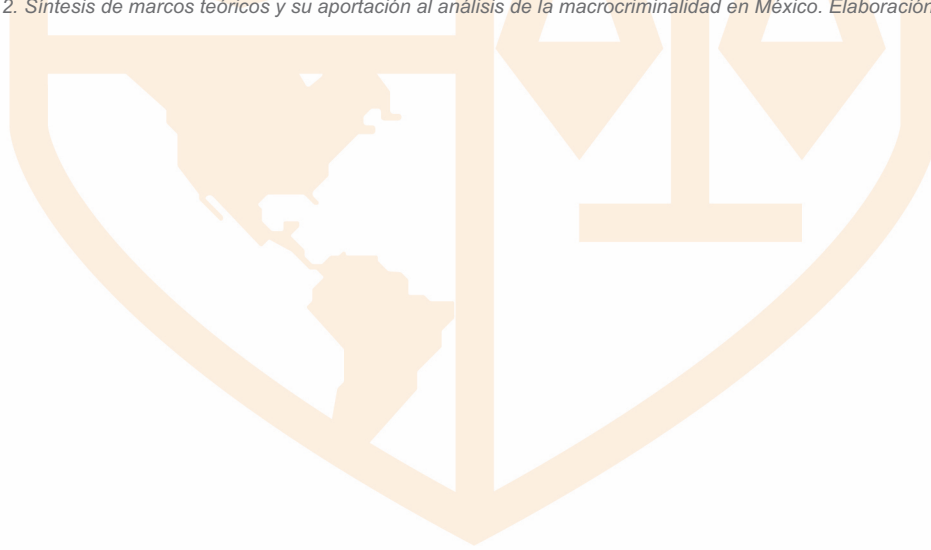 2. Síntesis de marcos teóricos y su aportación al análisis de la macrocriminalidad en México. Elaboración